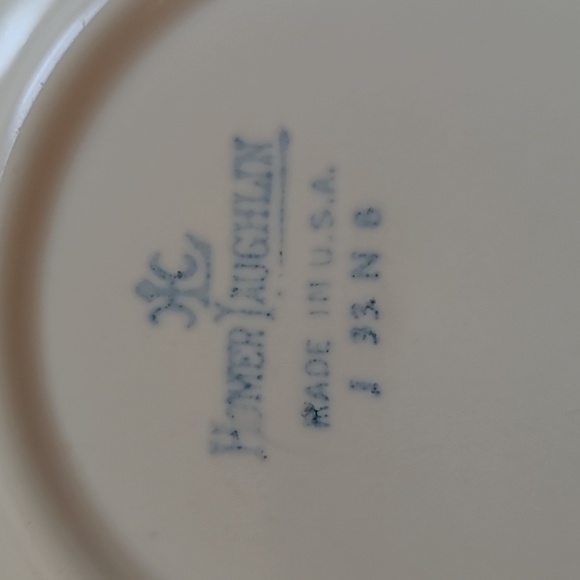 HOMER LAUGHLIN
MADE IN U.S.A.
I 33 N 6